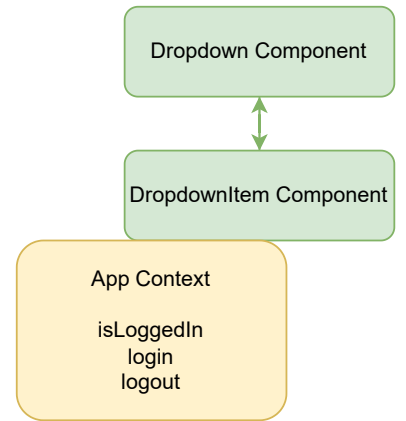 Dropdown Component
DropdownItem Component
App Context
isLoggedIn
login
logout